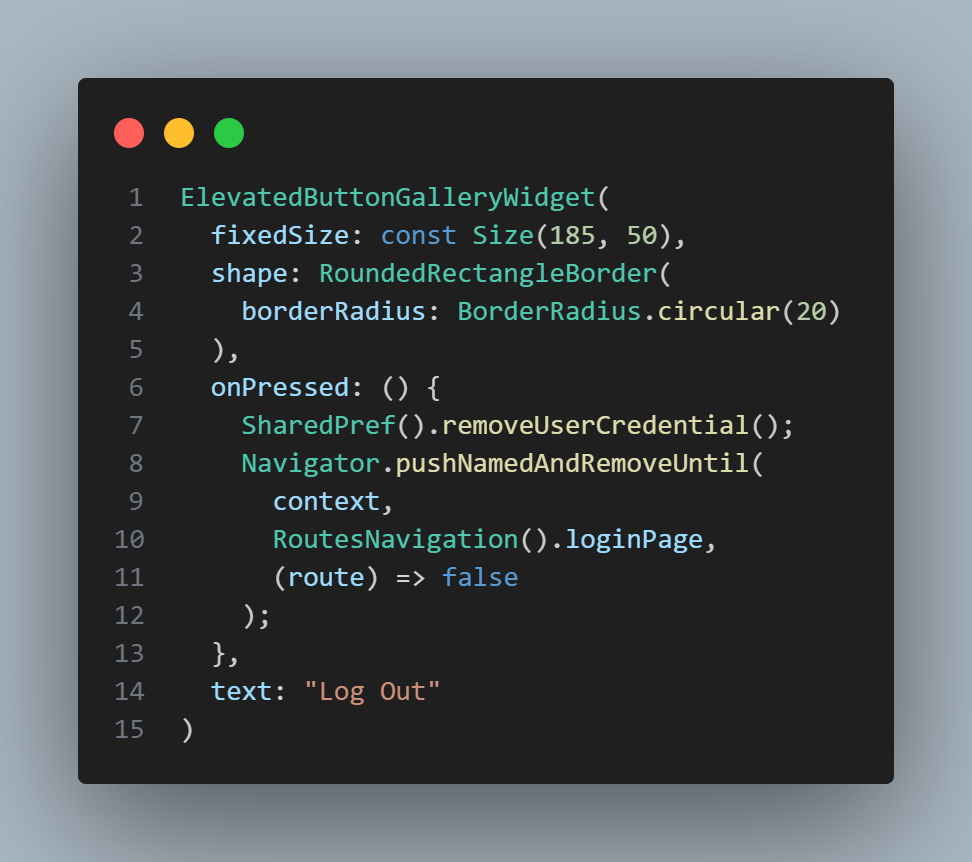 1 ElevatedButtonGalleryWidget(
2   fixedSize: const Size(185, 50),
3   shape: RoundedRectangleBorder(
4     borderRadius: BorderRadius.circular(20)
5   ),
6   onPressed: () {
7     SharedPref().removeUserCredential();
8     Navigator.pushNamedAndRemoveUntil(
9       context,
10       RoutesNavigation().loginPage,
11       (route) => false
12     );
13   },
14   text: "Log Out"
15 )